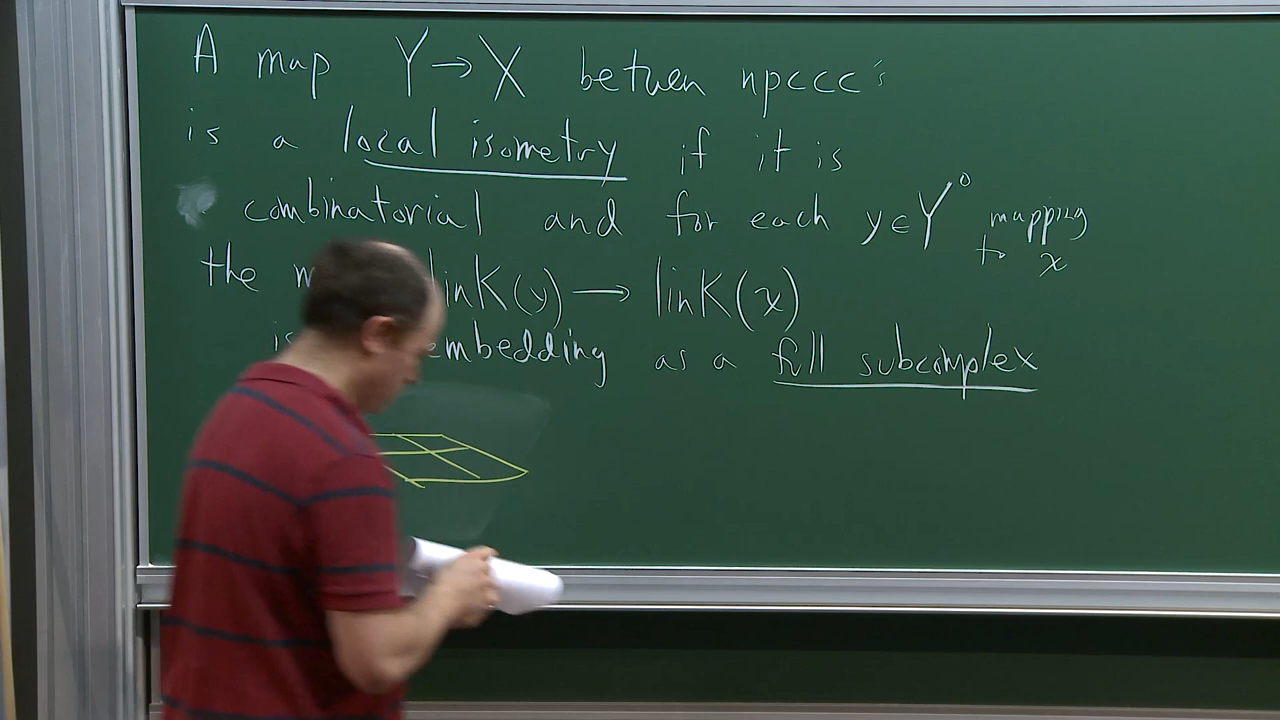 A map Y → X betwen npccc's
is a local isometry if it is
combinatorial and for each y ∈ Y⁰ mapping to x
the link(y) → link(x)
embedding as a full subcomplex